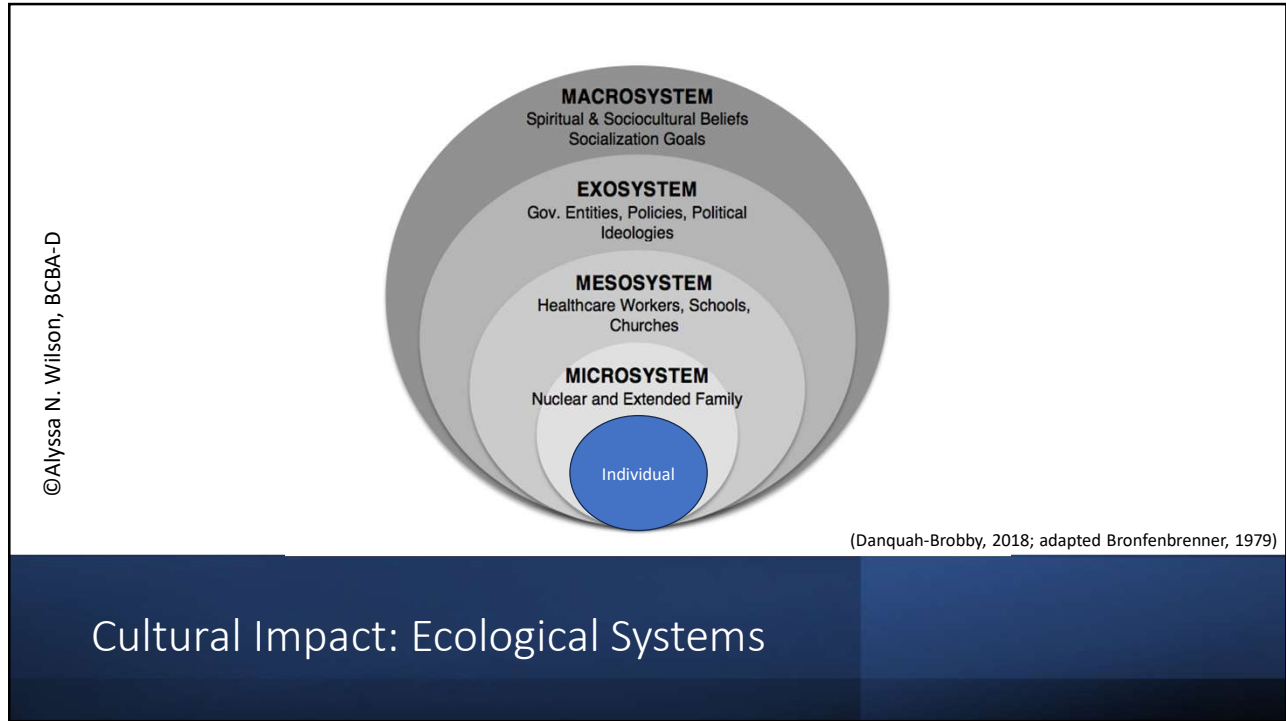 MACROSYSTEM
Spiritual & Sociocultural Beliefs
Socialization Goals
EXOSYSTEM
Gov. Entities, Policies, Political
Ideologies
MESOSYSTEM
Healthcare Workers, Schools,
Churches
MICROSYSTEM
Nuclear and Extended Family
Individual
©Alyssa N. Wilson, BCBA-D
(Danquah-Brobby, 2018; adapted Bronfenbrenner, 1979)
Cultural Impact: Ecological Systems